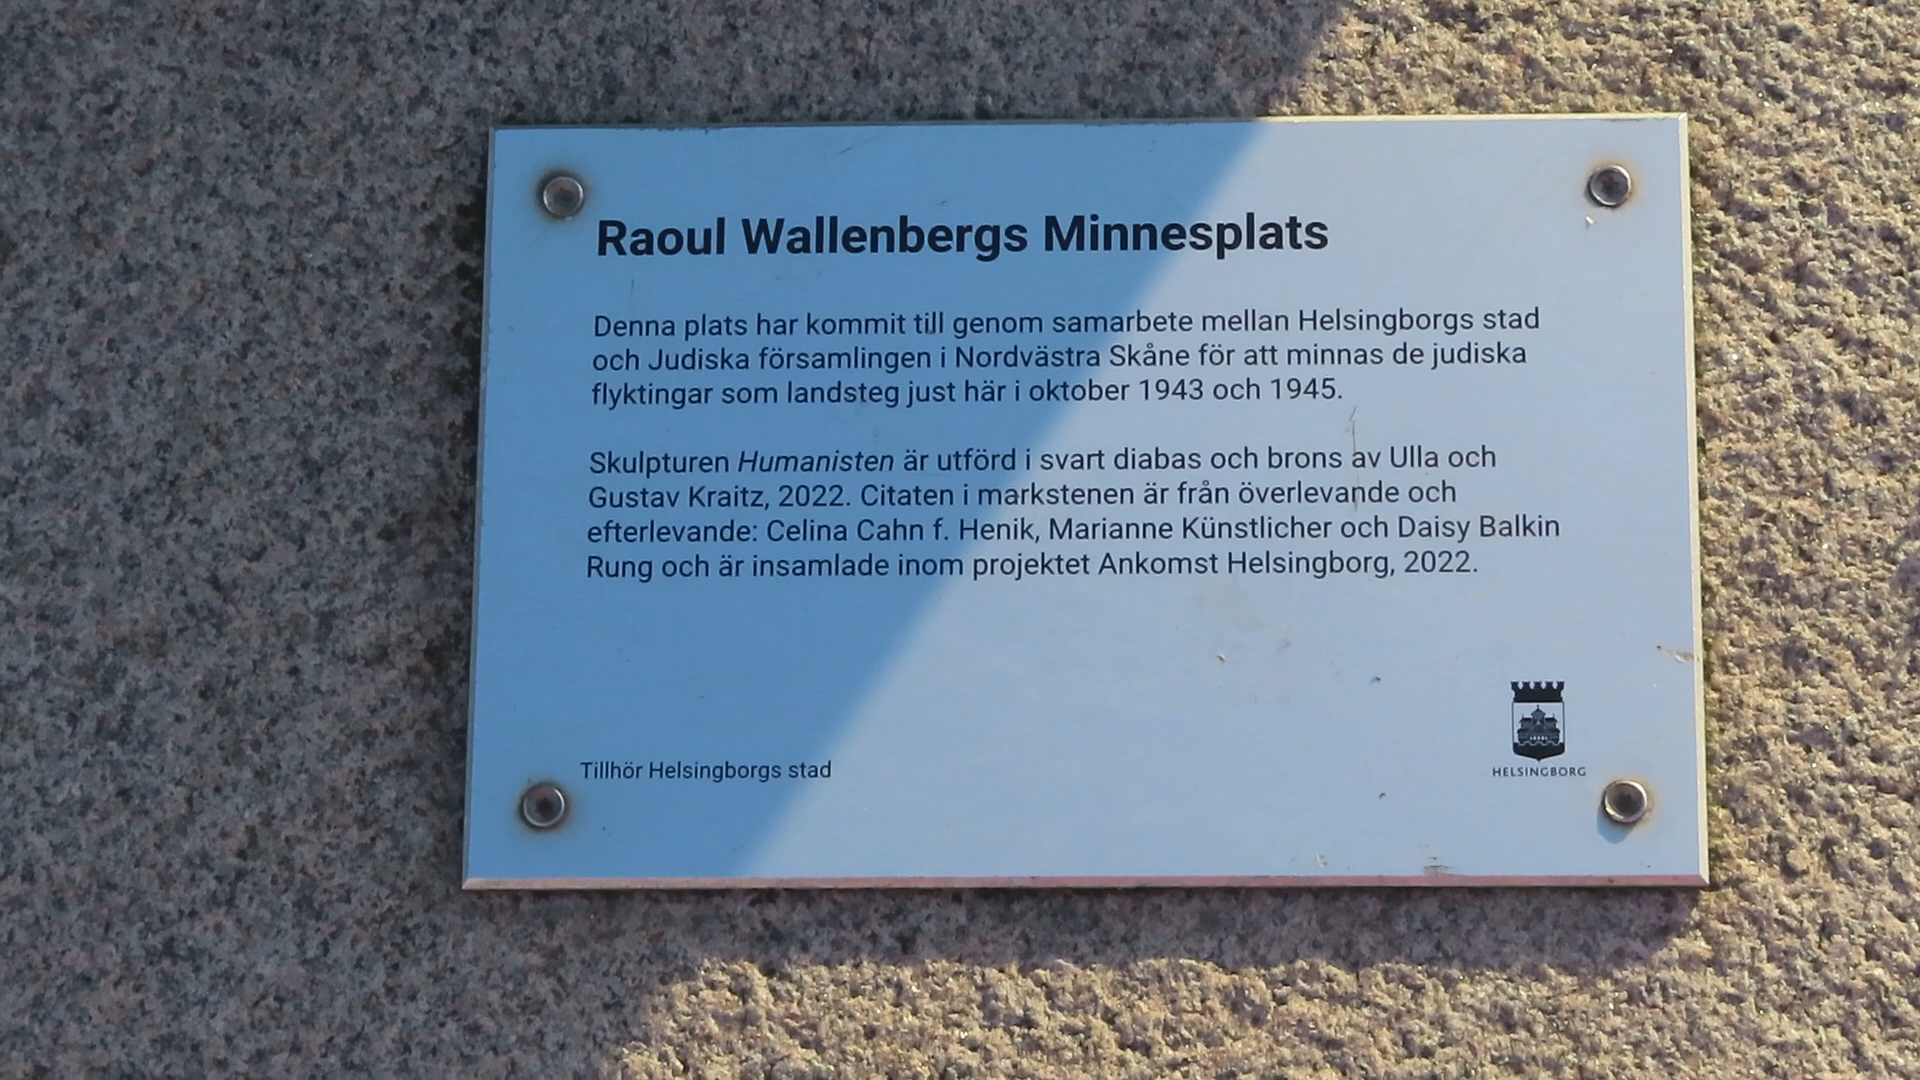 Raoul Wallenbergs Minnesplats
Denna plats har kommit till genom samarbete mellan Helsingborgs stad
och Judiska församlingen i Nordvästra Skåne för att minnas de judiska
flyktingar som landsteg just här i oktober 1943 och 1945.
Skulpturen Humanisten är utförd i svart diabas och brons av Ulla och
Gustav Kraitz, 2022. Citaten i markstenen är från överlevande och
efterlevande: Celina Cahn f. Henik, Marianne Künstlicher och Daisy Balkin
Rung och är insamlade inom projektet Ankomst Helsingborg, 2022.
Tillhör Helsingborgs stad
HELSINGBORG